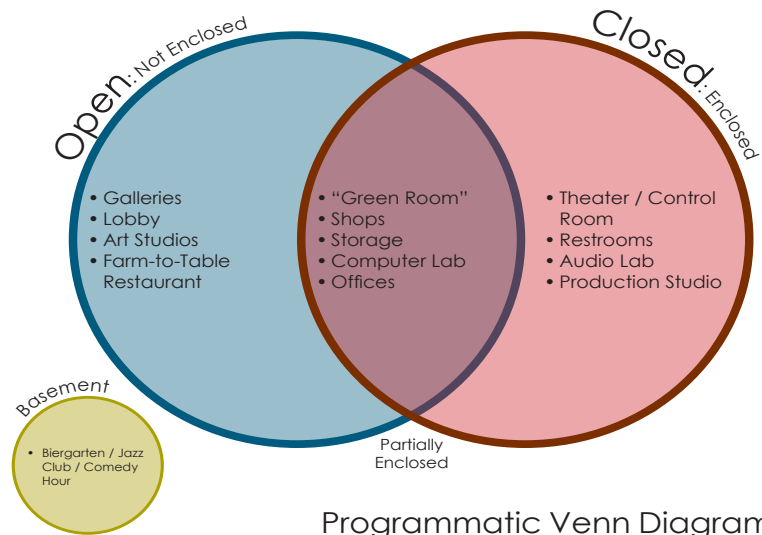 Open: Not Enclosed
Closed: Enclosed
• Galleries
• Lobby
• Art Studios
• Farm-to-Table
Restaurant
• “Green Room”
• Shops
• Storage
• Computer Lab
• Offices
• Theater / Control
Room
• Restrooms
• Audio Lab
• Production Studio
Basement
• Biergarten / Jazz
Club / Comedy
Hour
Partially
Enclosed
Programmatic Venn Diagram